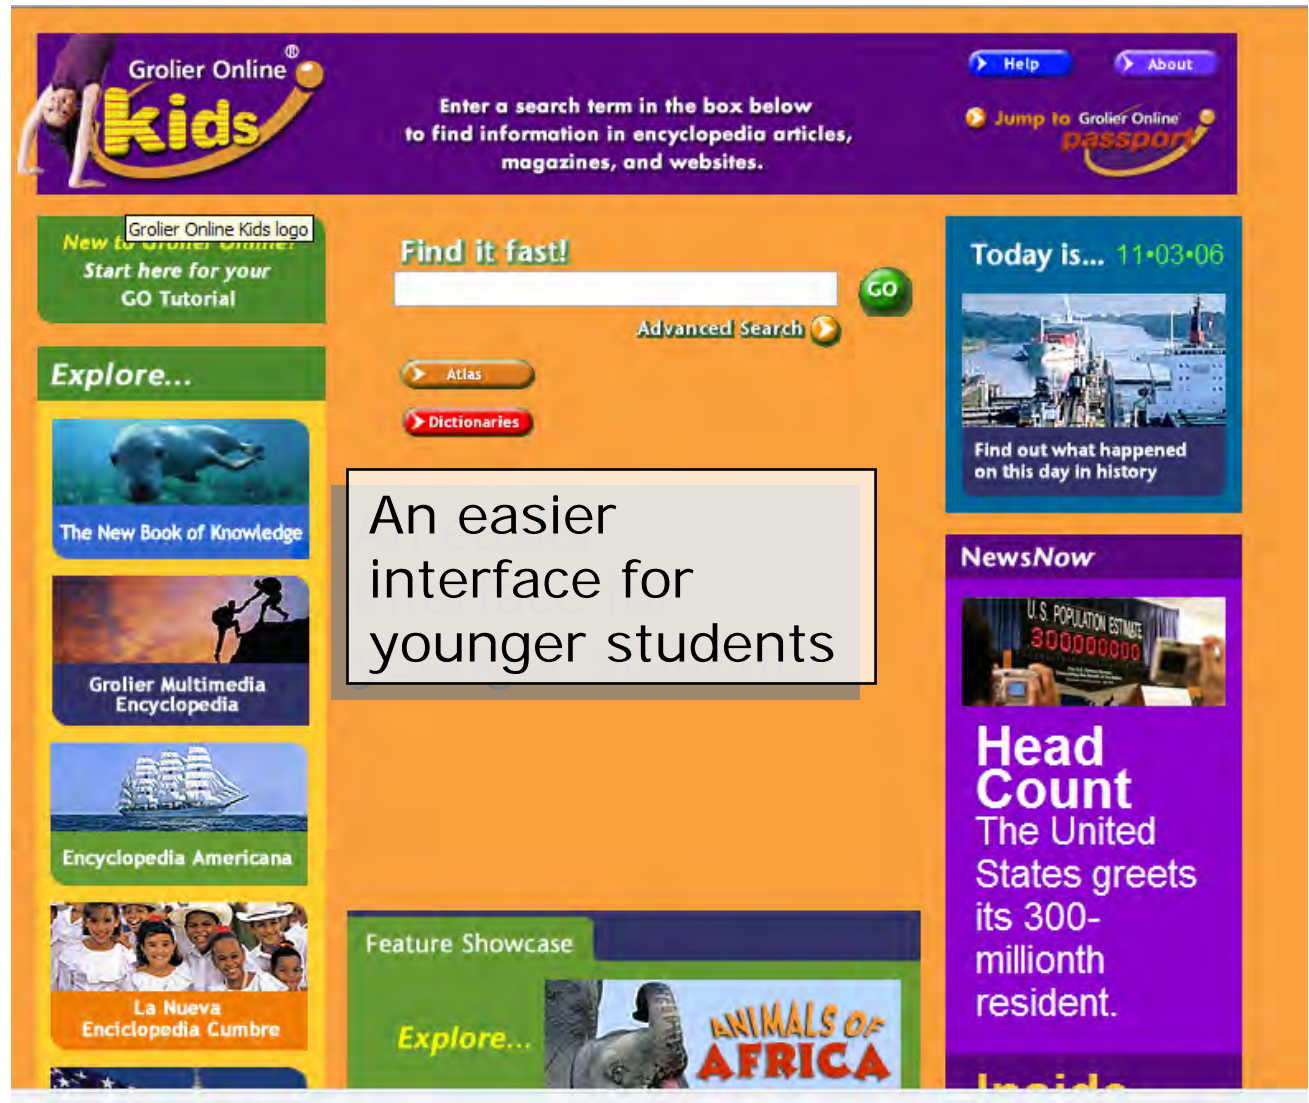 Grolier Online®
kids
Enter a search term in the box below
to find information in encyclopedia articles,
magazines, and websites.
Help
About
Jump to Grolier Online
passport
Grolier Online Kids logo
New to Grolier Online?
Start here for your
GO Tutorial
Explore...
The New Book of Knowledge
Grolier Multimedia
Encyclopedia
Encyclopedia Americana
La Nueva
Enciclopedia Cumbre
Find it fast!
GO
Advanced Search
Atlas
Dictionaries
An easier
interface for
younger students
Feature Showcase
Explore...
ANIMALS OF
AFRICA
Today is... 11•03•06
Find out what happened
on this day in history
NewsNow
U.S. POPULATION ESTIMATE
300,000,000
Head
Count
The United
States greets
its 300-
millionth
resident.
Inside